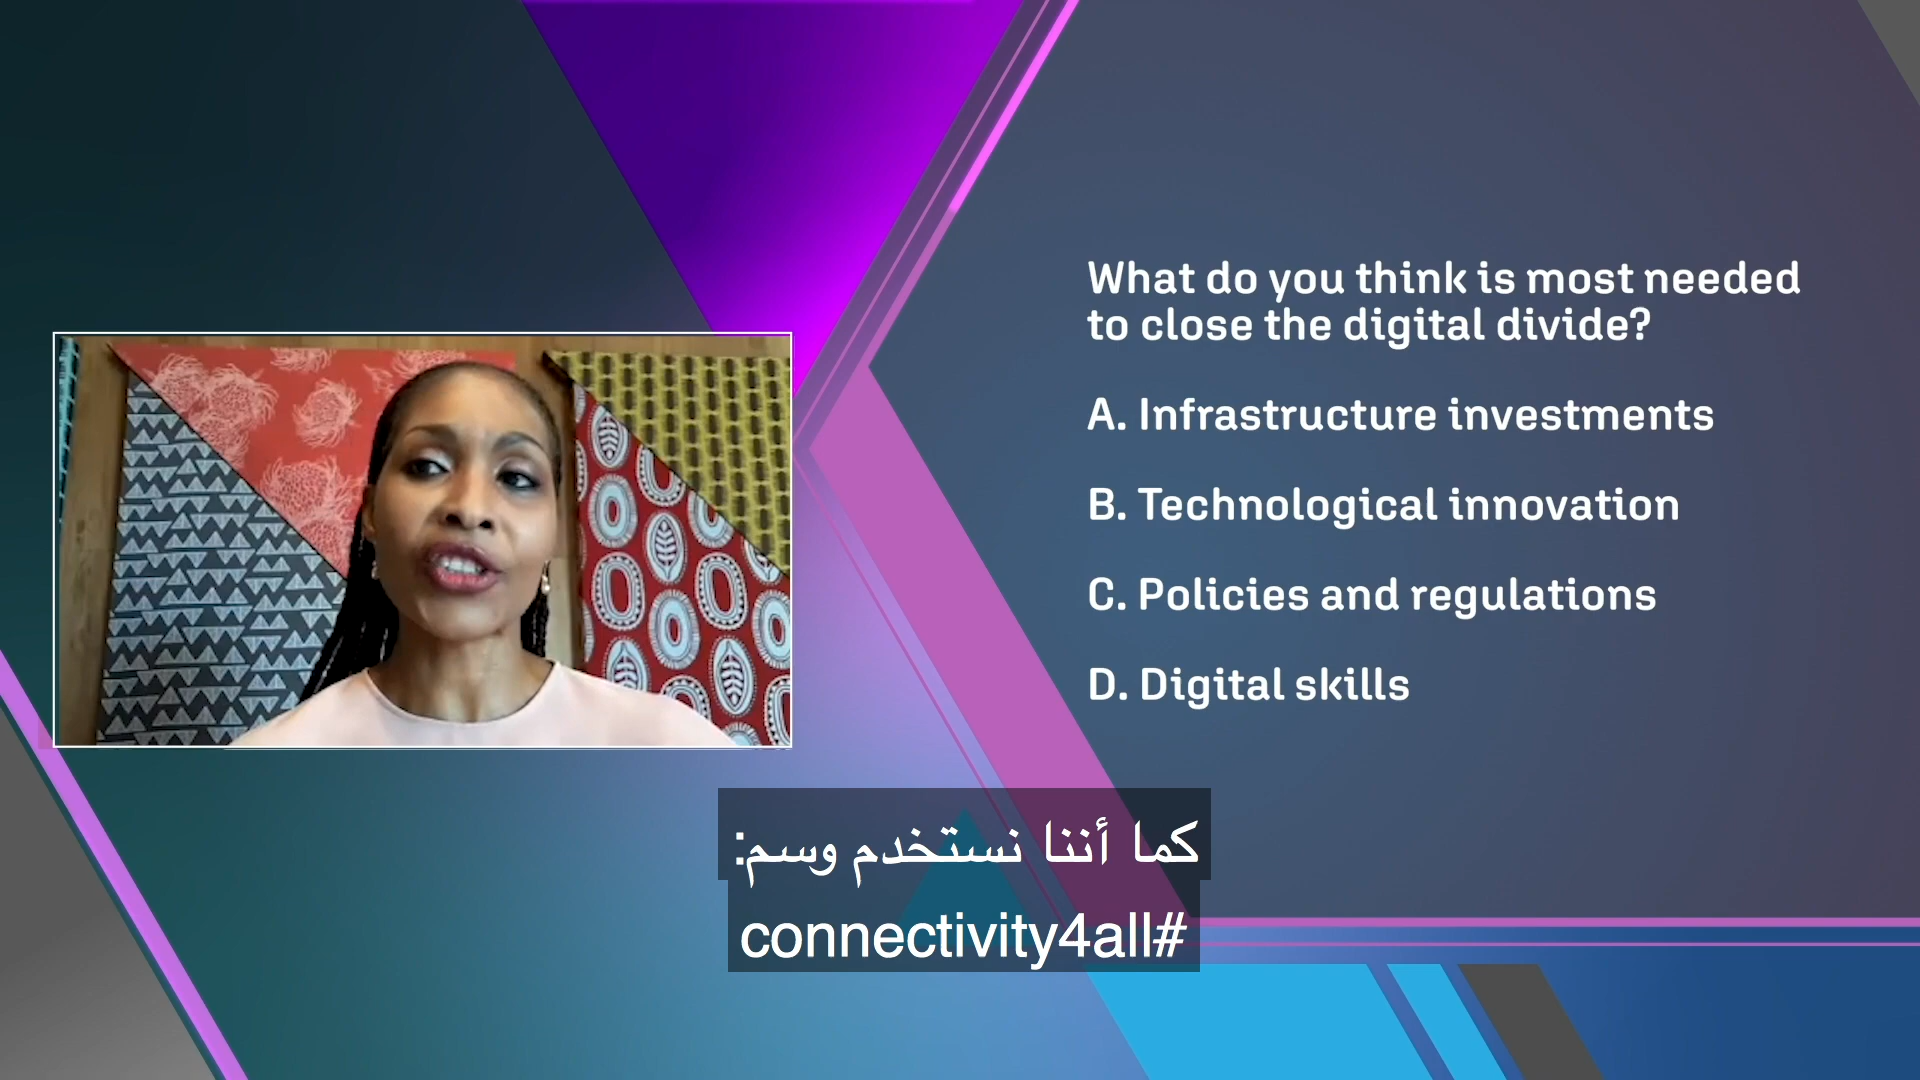 What do you think is most needed
to close the digital divide?
A. Infrastructure investments
B. Technological innovation
C. Policies and regulations
D. Digital skills
كما أننا نستخدم وسم:
#connectivity4all